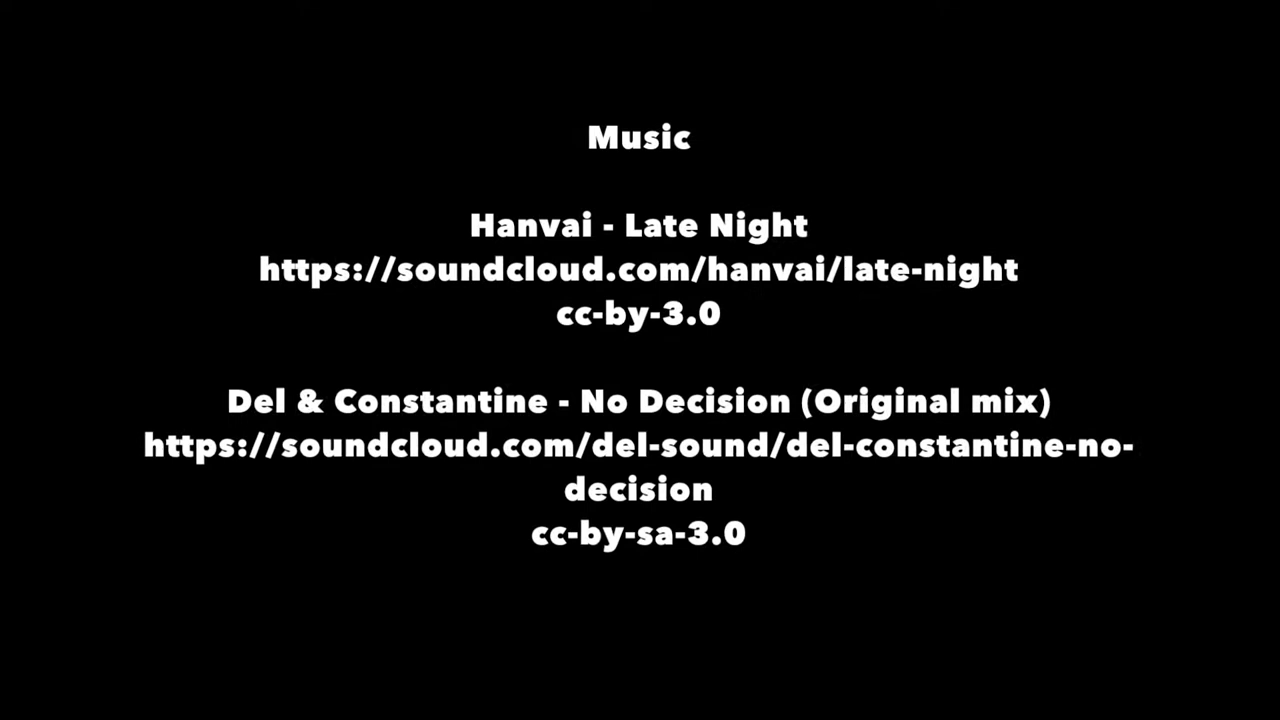 Music
Hanvai - Late Night
https://soundcloud.com/hanvai/late-night
cc-by-3.0
Del & Constantine - No Decision (Original mix)
https://soundcloud.com/del-sound/del-constantine-no-
decision
cc-by-sa-3.0